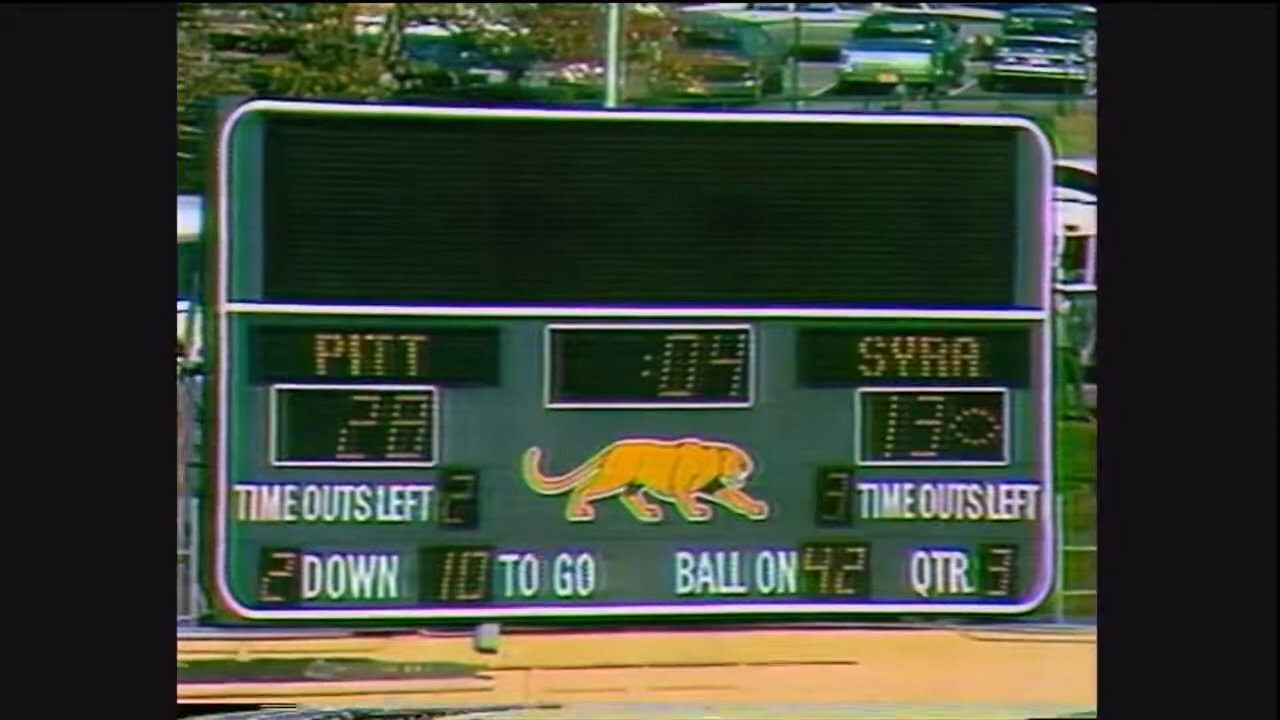 PITT :04 SYRA
28 13
TIME OUTS LEFT 2 3 TIME OUTS LEFT
2 DOWN 10 TO GO BALL ON 42 QTR. 3